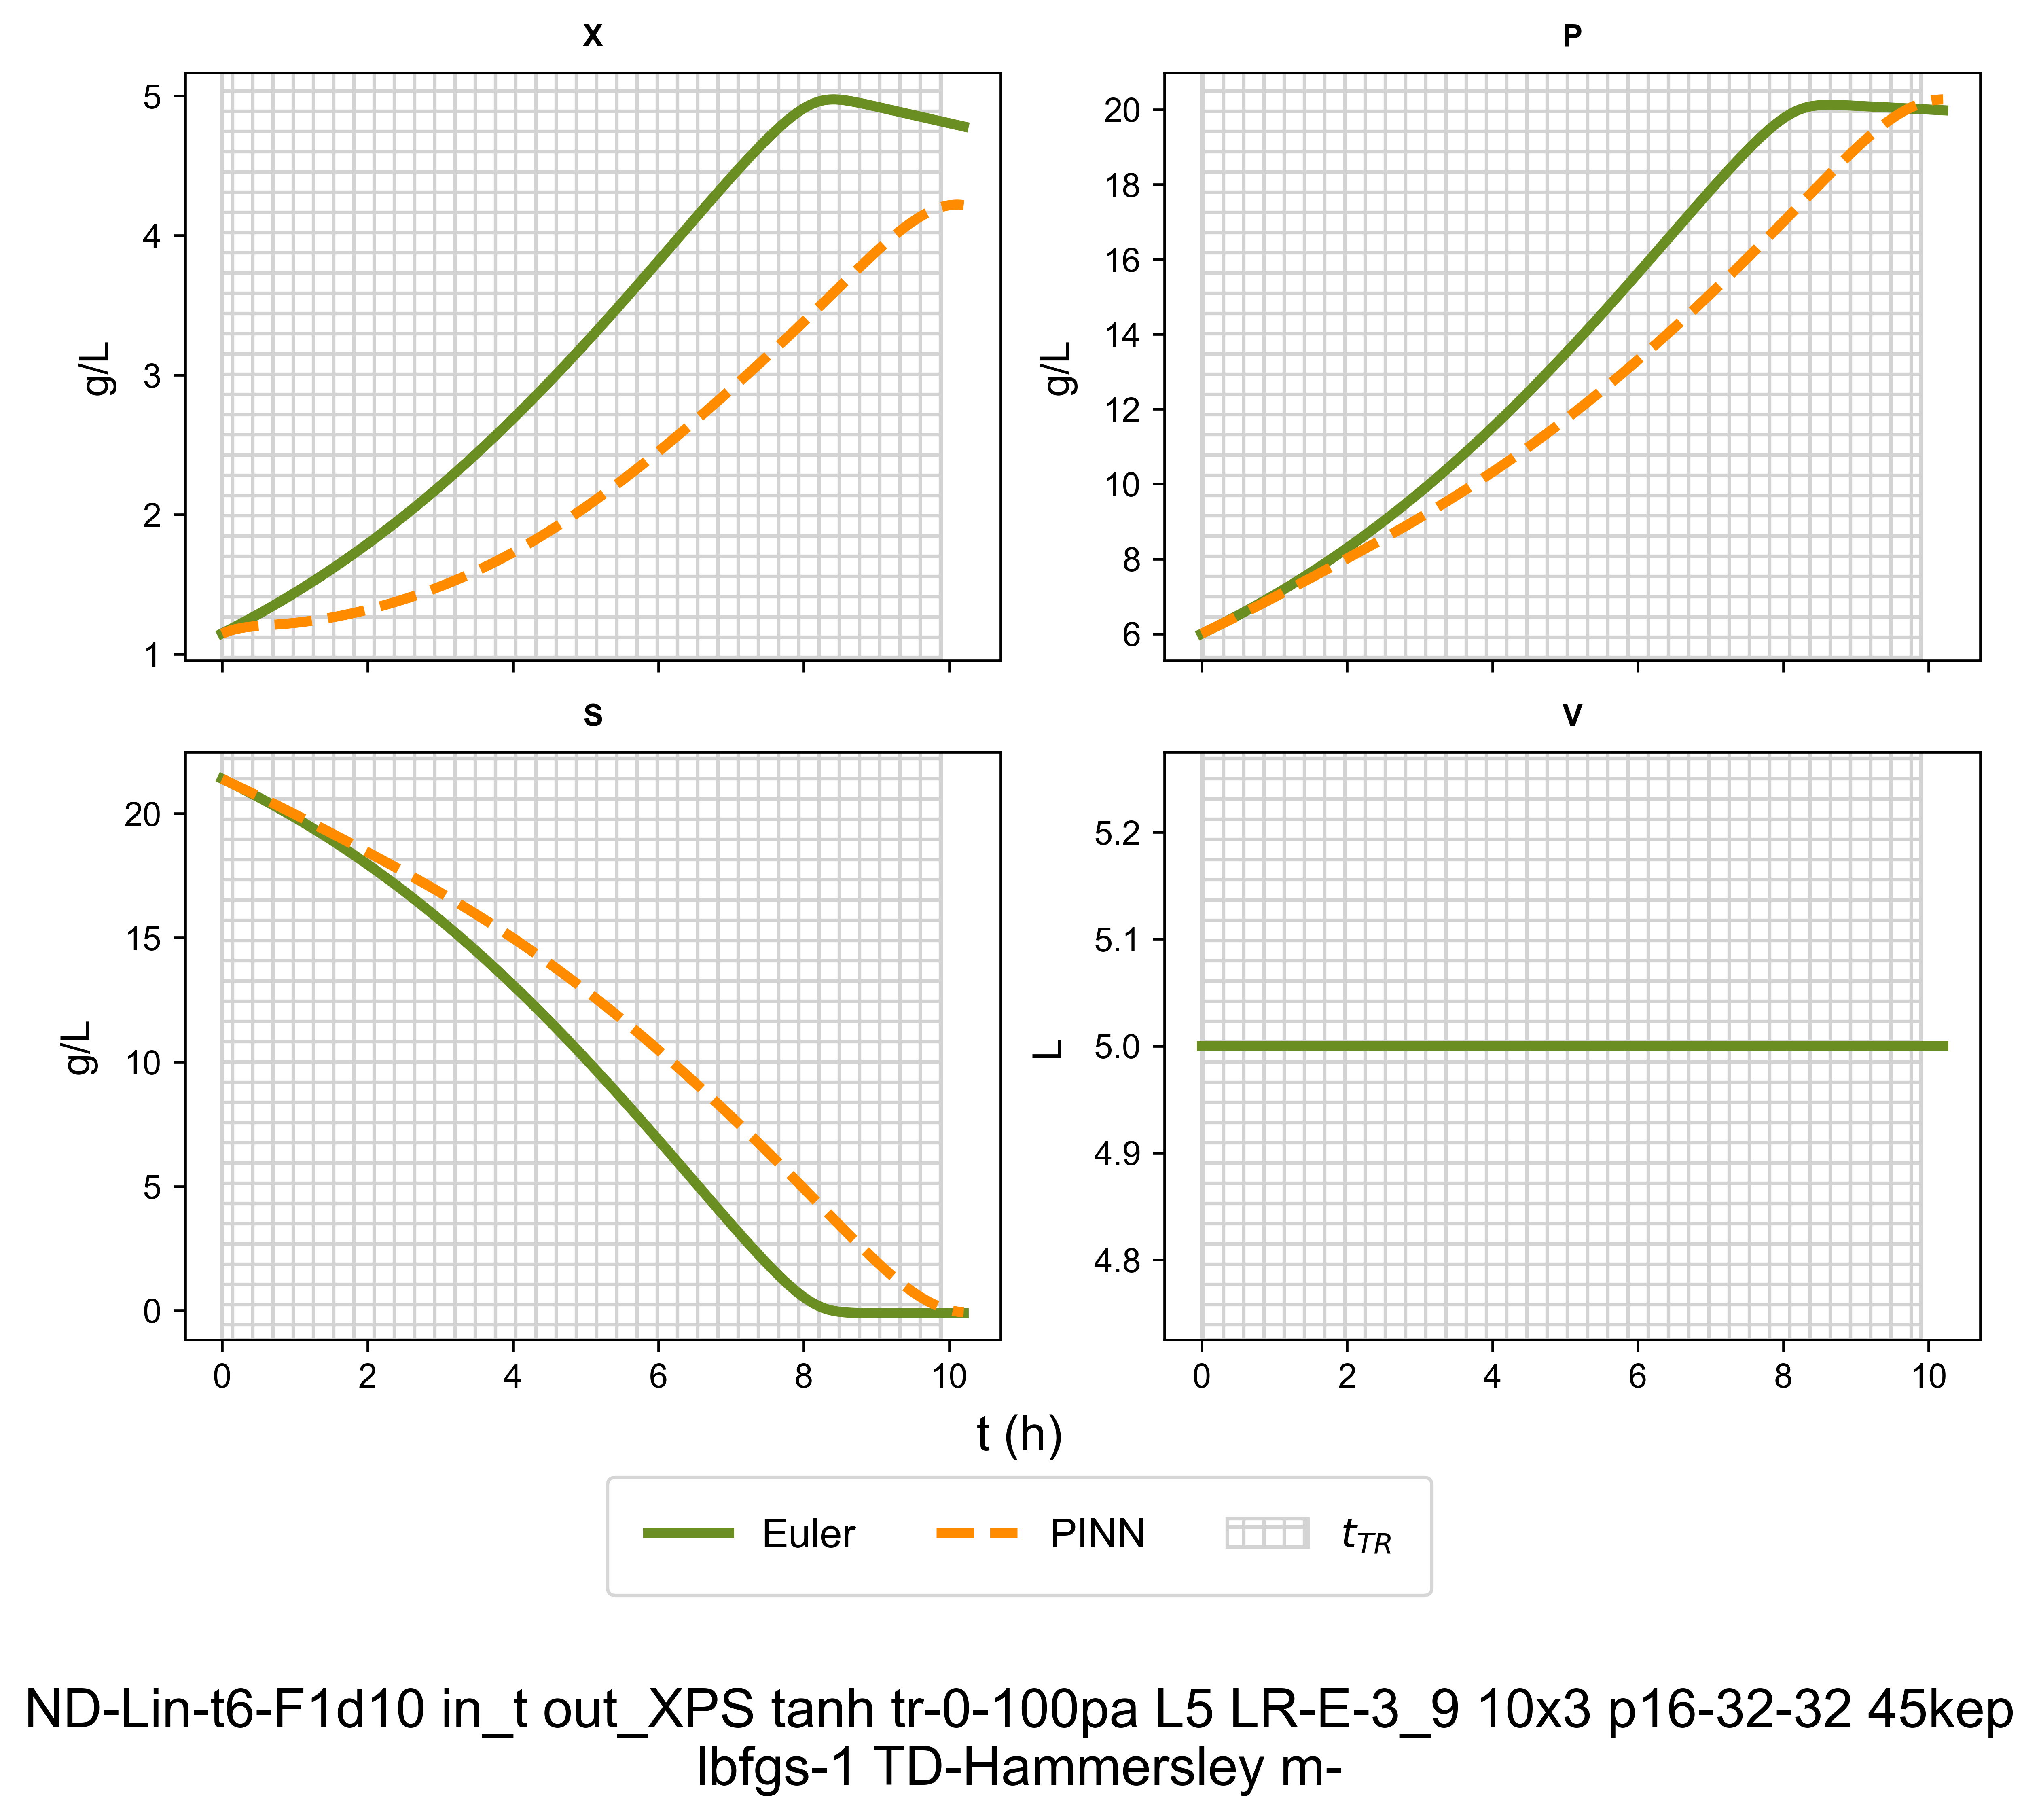 X
P
5
4
3
2
1
g/L
20
18
16
14
12
10
8
6
g/L
S
V
20
15
10
5
0
g/L
0 2 4 6 8 10
5.2
5.1
5.0
4.9
4.8
L
0 2 4 6 8 10
t (h)
Euler PINN t_TR
ND-Lin-t6-F1d10 in_t out_XPS tanh tr-0-100pa L5 LR-E-3_9 10x3 p16-32-32 45kep
lbfgs-1 TD-Hammersley m-